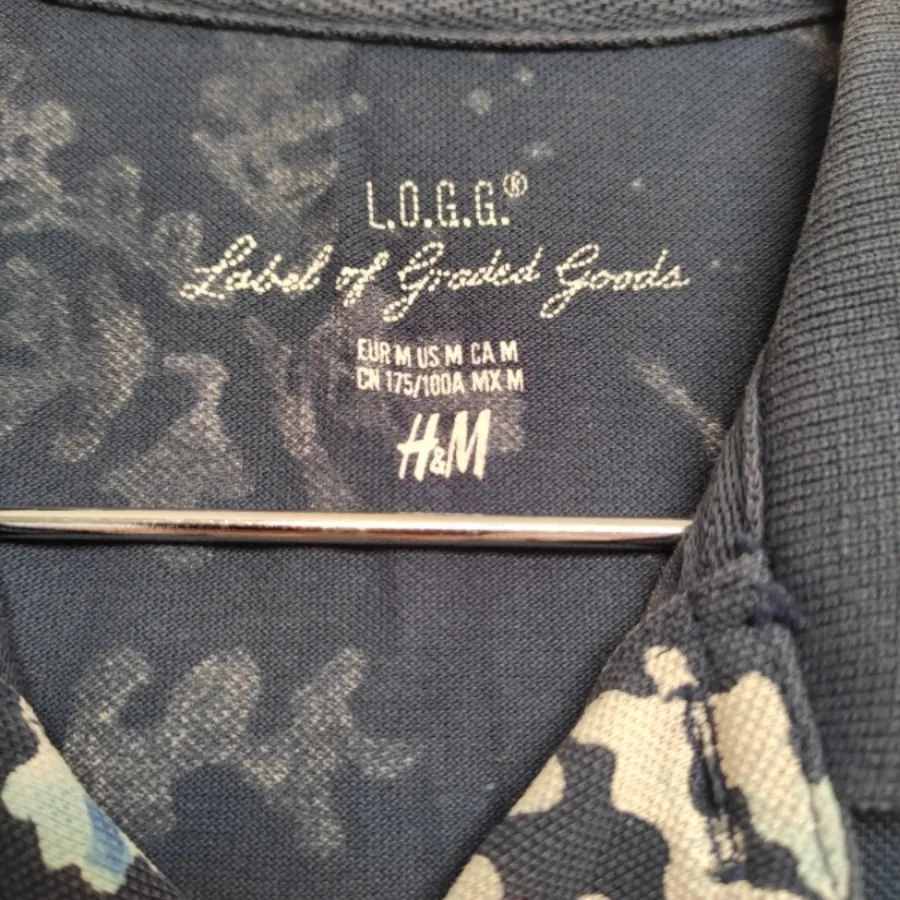 L.O.G.G.®
Label of Graded Goods
EUR M US M CA M
CN 175/100A MX M
H&M